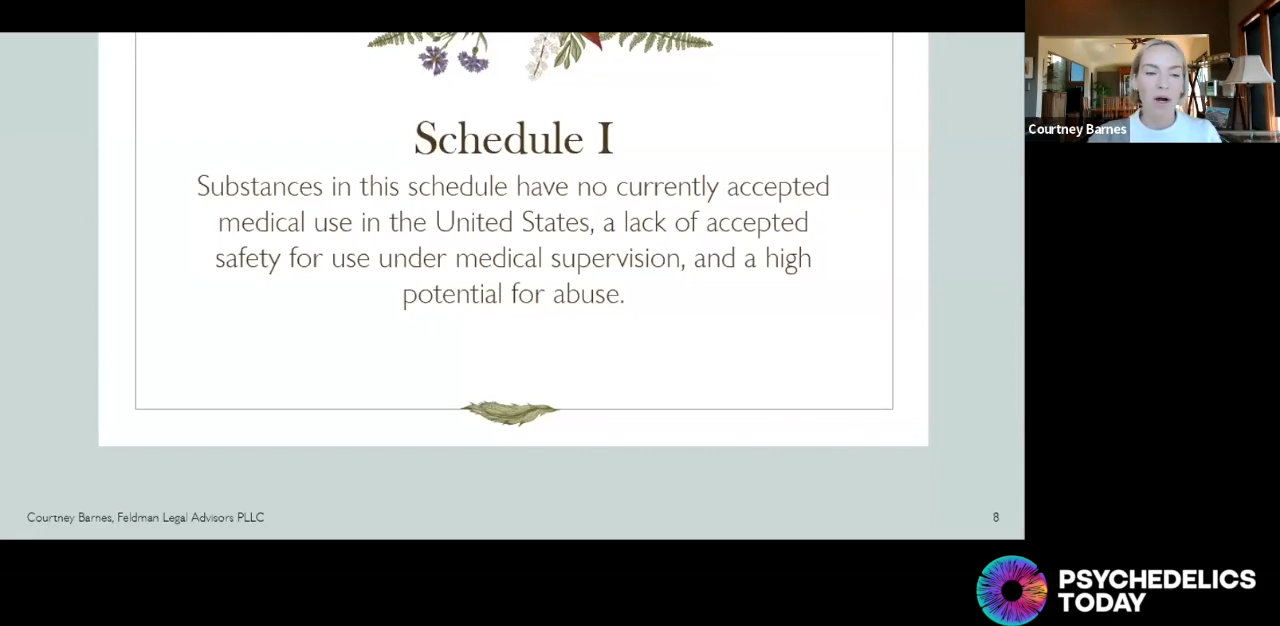 Schedule I
Substances in this schedule have no currently accepted
medical use in the United States, a lack of accepted
safety for use under medical supervision, and a high
potential for abuse.
Courtney Barnes, Feldman Legal Advisors PLLC
8
Courtney Barnes
PSYCHEDELICS
TODAY